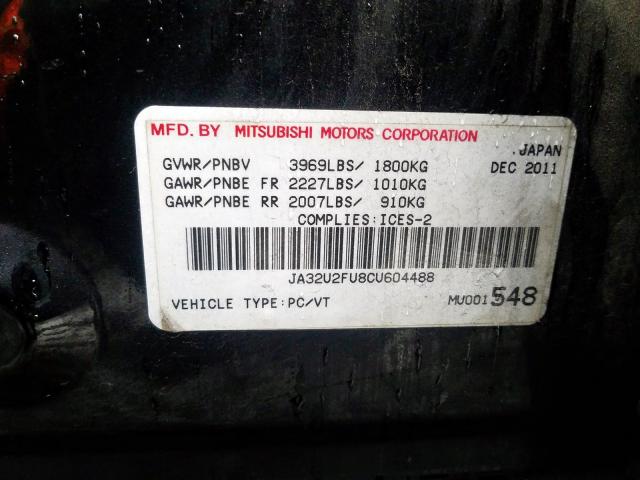 MFD. BY MITSUBISHI MOTORS CORPORATION
JAPAN
GVWR/PNBV 3969LBS/ 1800KG DEC 2011
GAWR/PNBE FR 2227LBS/ 1010KG
GAWR/PNBE RR 2007LBS/ 910KG
COMPLIES:ICES-2
JA32U2FU8CU604488
VEHICLE TYPE:PC/VT MU001548